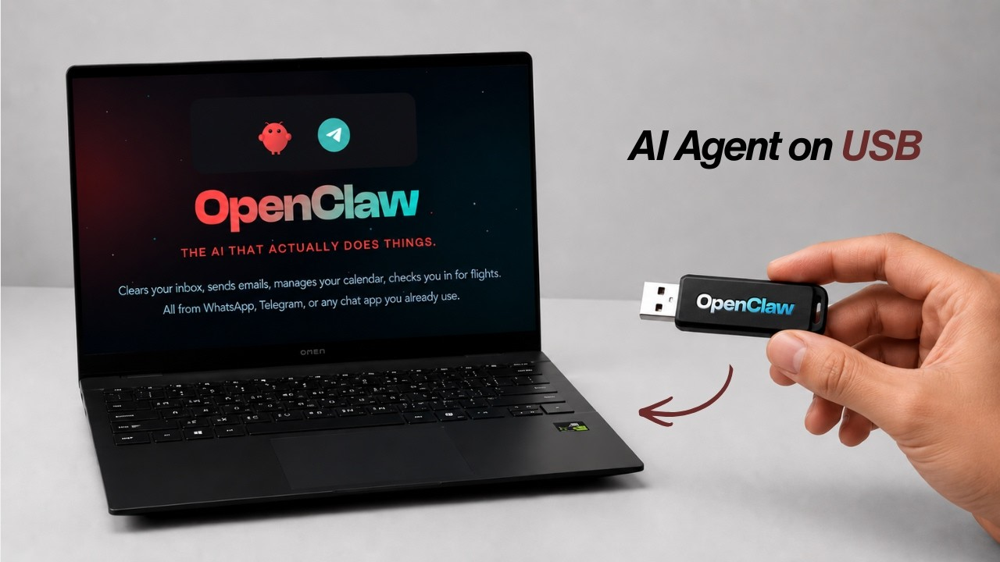 OpenClaw
THE AI THAT ACTUALLY DOES THINGS.
Clears your inbox, sends emails, manages your calendar, checks you in for flights.
All from WhatsApp, Telegram, or any chat app you already use.
OMEN
AI Agent on USB
OpenClaw